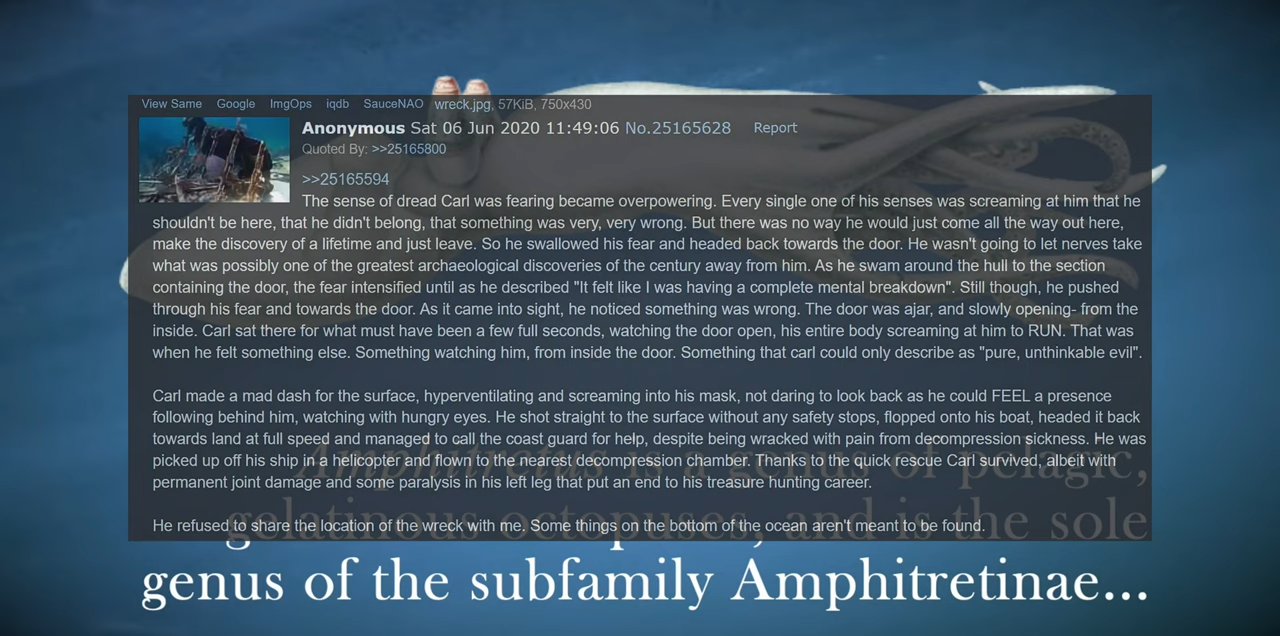 View Same Google ImgOps iqdb SauceNAO wreck.jpg, 57KiB, 750x430
Anonymous Sat 06 Jun 2020 11:49:06 No.25165628 Report
Quoted By: >>25165800
>>25165594
The sense of dread Carl was fearing became overpowering. Every single one of his senses was screaming at him that he
shouldn't be here, that he didn't belong, that something was very, very wrong. But there was no way he would just come all the way out here,
make the discovery of a lifetime and just leave. So he swallowed his fear and headed back towards the door. He wasn't going to let nerves take
what was possibly one of the greatest archaeological discoveries of the century away from him. As he swam around the hull to the section
containing the door, the fear intensified until as he described "It felt like I was having a complete mental breakdown". Still though, he pushed
through his fear and towards the door. As it came into sight, he noticed something was wrong. The door was ajar, and slowly opening- from the
inside. Carl sat there for what must have been a few full seconds, watching the door open, his entire body screaming at him to RUN. That was
when he felt something else. Something watching him, from inside the door. Something that carl could only describe as "pure, unthinkable evil".
Carl made a mad dash for the surface, hyperventilating and screaming into his mask, not daring to look back as he could FEEL a presence
following behind him, watching with hungry eyes. He shot straight to the surface without any safety stops, flopped onto his boat, headed it back
towards land at full speed and managed to call the coast guard for help, despite being wracked with pain from decompression sickness. He was
picked up off his ship in a helicopter and flown to the nearest decompression chamber. Thanks to the quick rescue Carl survived, albeit with
permanent joint damage and some paralysis in his left leg that put an end to his treasure hunting career.
He refused to share the location of the wreck with me. Some things on the bottom of the ocean aren't meant to be found.
Amphitretus is a genus of pelagic,
gelatinous octopuses, and is the sole
genus of the subfamily Amphitretinae...